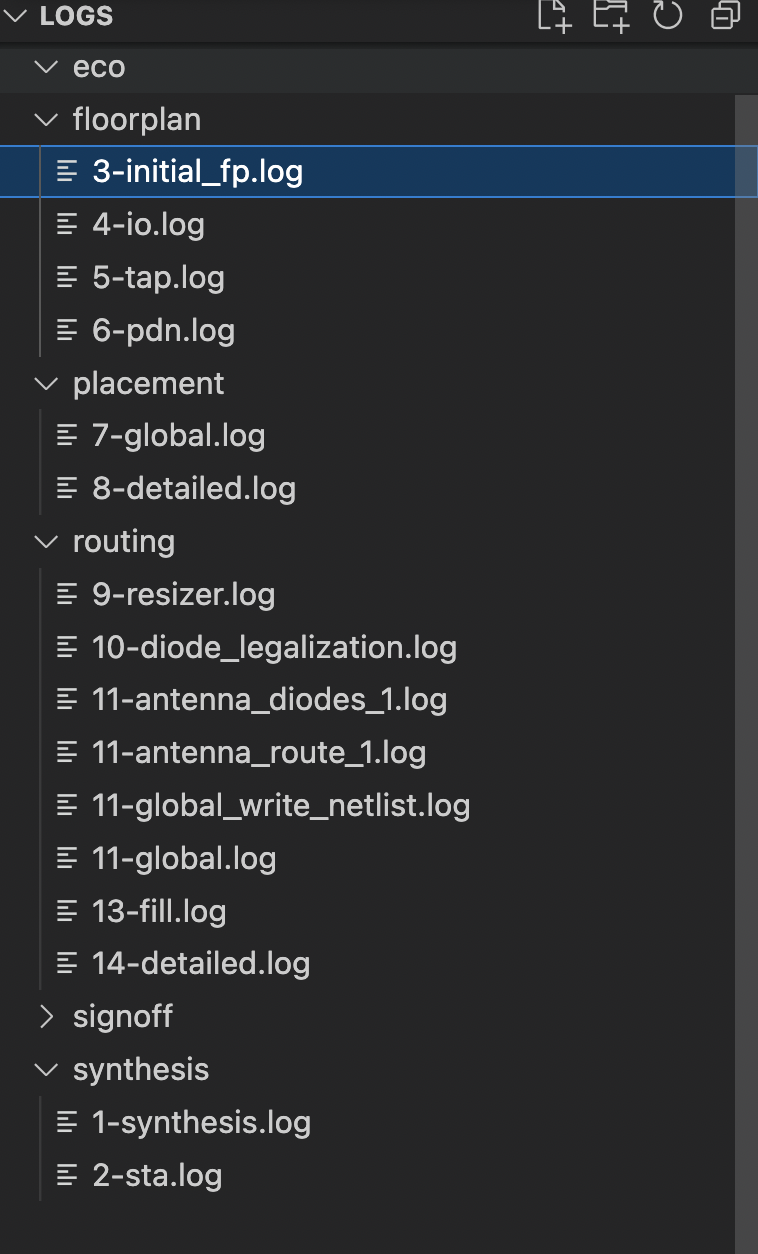 LOGS
eco
floorplan
3-initial_fp.log
4-io.log
5-tap.log
6-pdn.log
placement
7-global.log
8-detailed.log
routing
9-resizer.log
10-diode_legalization.log
11-antenna_diodes_1.log
11-antenna_route_1.log
11-global_write_netlist.log
11-global.log
13-fill.log
14-detailed.log
signoff
synthesis
1-synthesis.log
2-sta.log